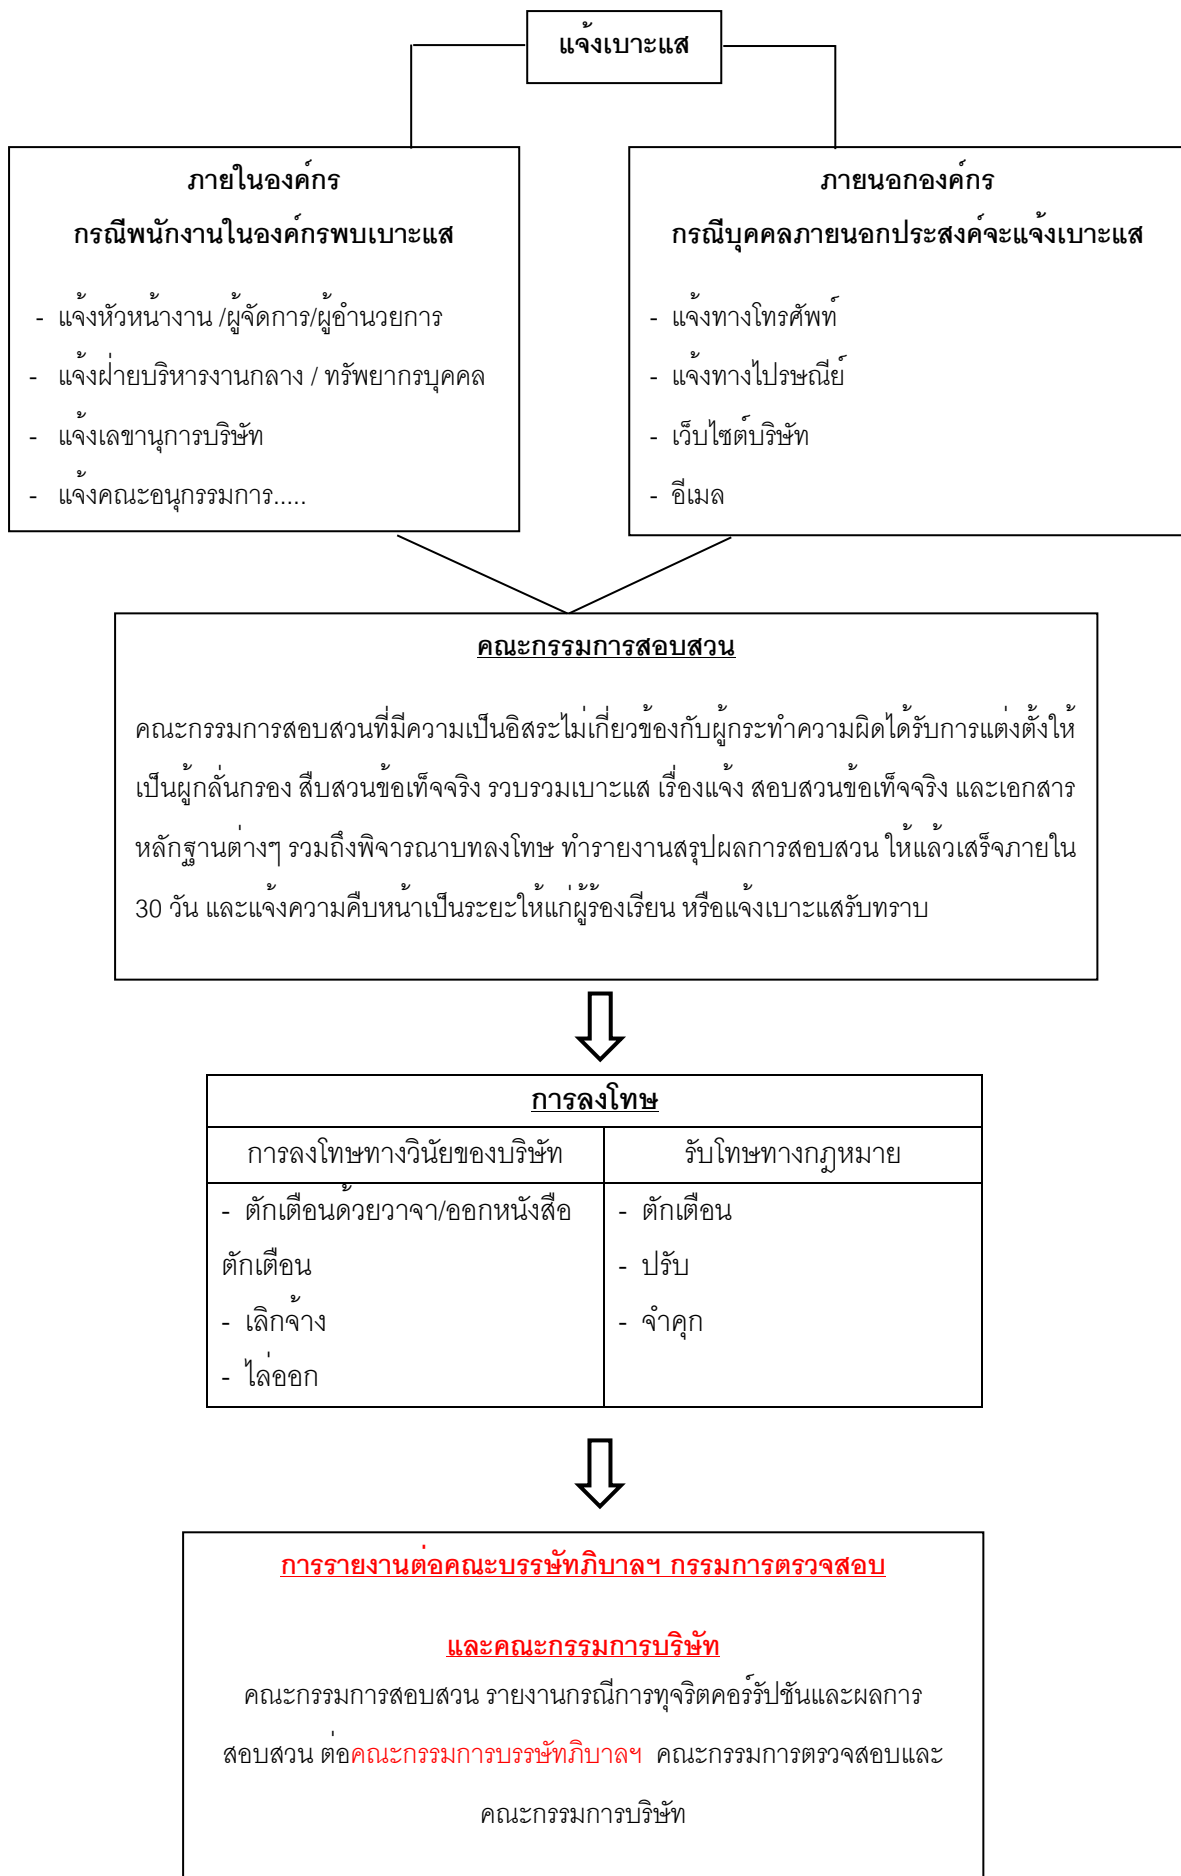 แจ้งเบาะแส
ภายในองค์กร
กรณีพนักงานในองค์กรพบเบาะแส
- แจ้งหัวหน้างาน /ผู้จัดการ/ผู้อำนวยการ
- แจ้งฝ่ายบริหารงานกลาง / ทรัพยากรบุคคล
- แจ้งเลขานุการบริษัท
- แจ้งคณะอนุกรรมการ.....
ภายนอกองค์กร
กรณีบุคคลภายนอกประสงค์จะแจ้งเบาะแส
- แจ้งทางโทรศัพท์
- แจ้งทางไปรษณีย์
- เว็บไซต์บริษัท
- อีเมล
คณะกรรมการสอบสวน
คณะกรรมการสอบสวนที่มีความเป็นอิสระไม่เกี่ยวข้องกับผู้กระทำความผิดได้รับการแต่งตั้งให้
เป็นผู้กลั่นกรอง สืบสวนข้อเท็จจริง รวบรวมเบาะแส เรื่องแจ้ง สอบสวนข้อเท็จจริง และเอกสาร
หลักฐานต่างๆ รวมถึงพิจารณาบทลงโทษ ทำรายงานสรุปผลการสอบสวน ให้แล้วเสร็จภายใน
30 วัน และแจ้งความคืบหน้าเป็นระยะให้แก่ผู้ร้องเรียน หรือแจ้งเบาะแสรับทราบ
การลงโทษ
การลงโทษทางวินัยของบริษัท
- ตักเตือนด้วยวาจา/ออกหนังสือ
ตักเตือน
- เลิกจ้าง
- ไล่ออก
รับโทษทางกฎหมาย
- ตักเตือน
- ปรับ
- จำคุก
การรายงานต่อคณะบรรษัทภิบาลฯ กรรมการตรวจสอบ
และคณะกรรมการบริษัท
คณะกรรมการสอบสวน รายงานกรณีการทุจริตคอร์รัปชันและผลการ
สอบสวน ต่อคณะกรรมการบรรษัทภิบาลฯ คณะกรรมการตรวจสอบและ
คณะกรรมการบริษัท